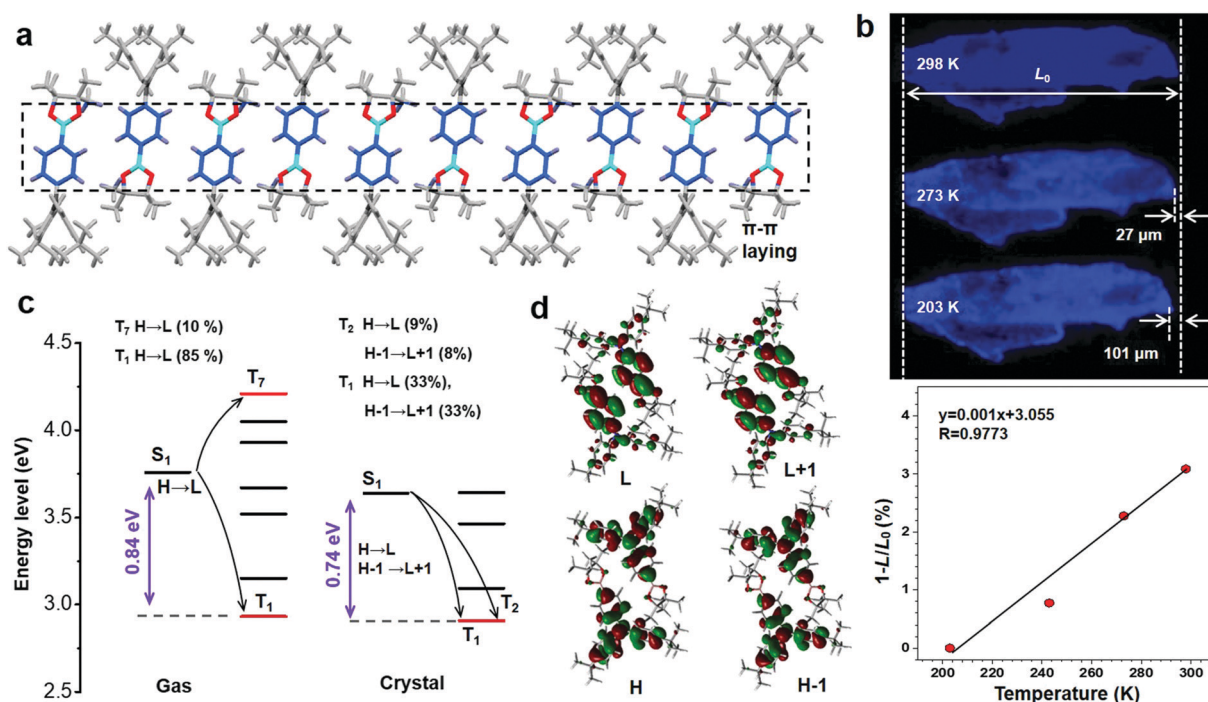 a
π-π
laying
b
298 K
L₀
273 K
27 µm
203 K
101 µm
4
3
2
1
0
1-L/L₀ (%)
y=0.001x+3.055
R=0.9773
200 220 240 260 280 300
Temperature (K)
c
T₇ H→L (10 %)
T₁ H→L (85 %)
T₂ H→L (9%)
H-1→L+1 (8%)
T₁ H→L (33%),
H-1→L+1 (33%)
4.5
4.0
3.5
3.0
2.5
Energy level (eV)
T₇
S₁
H→L
0.84 eV
T₁
Gas
S₁
H→L
H-1→L+1
0.74 eV
T₂
T₁
Crystal
d
L
L+1
H
H-1